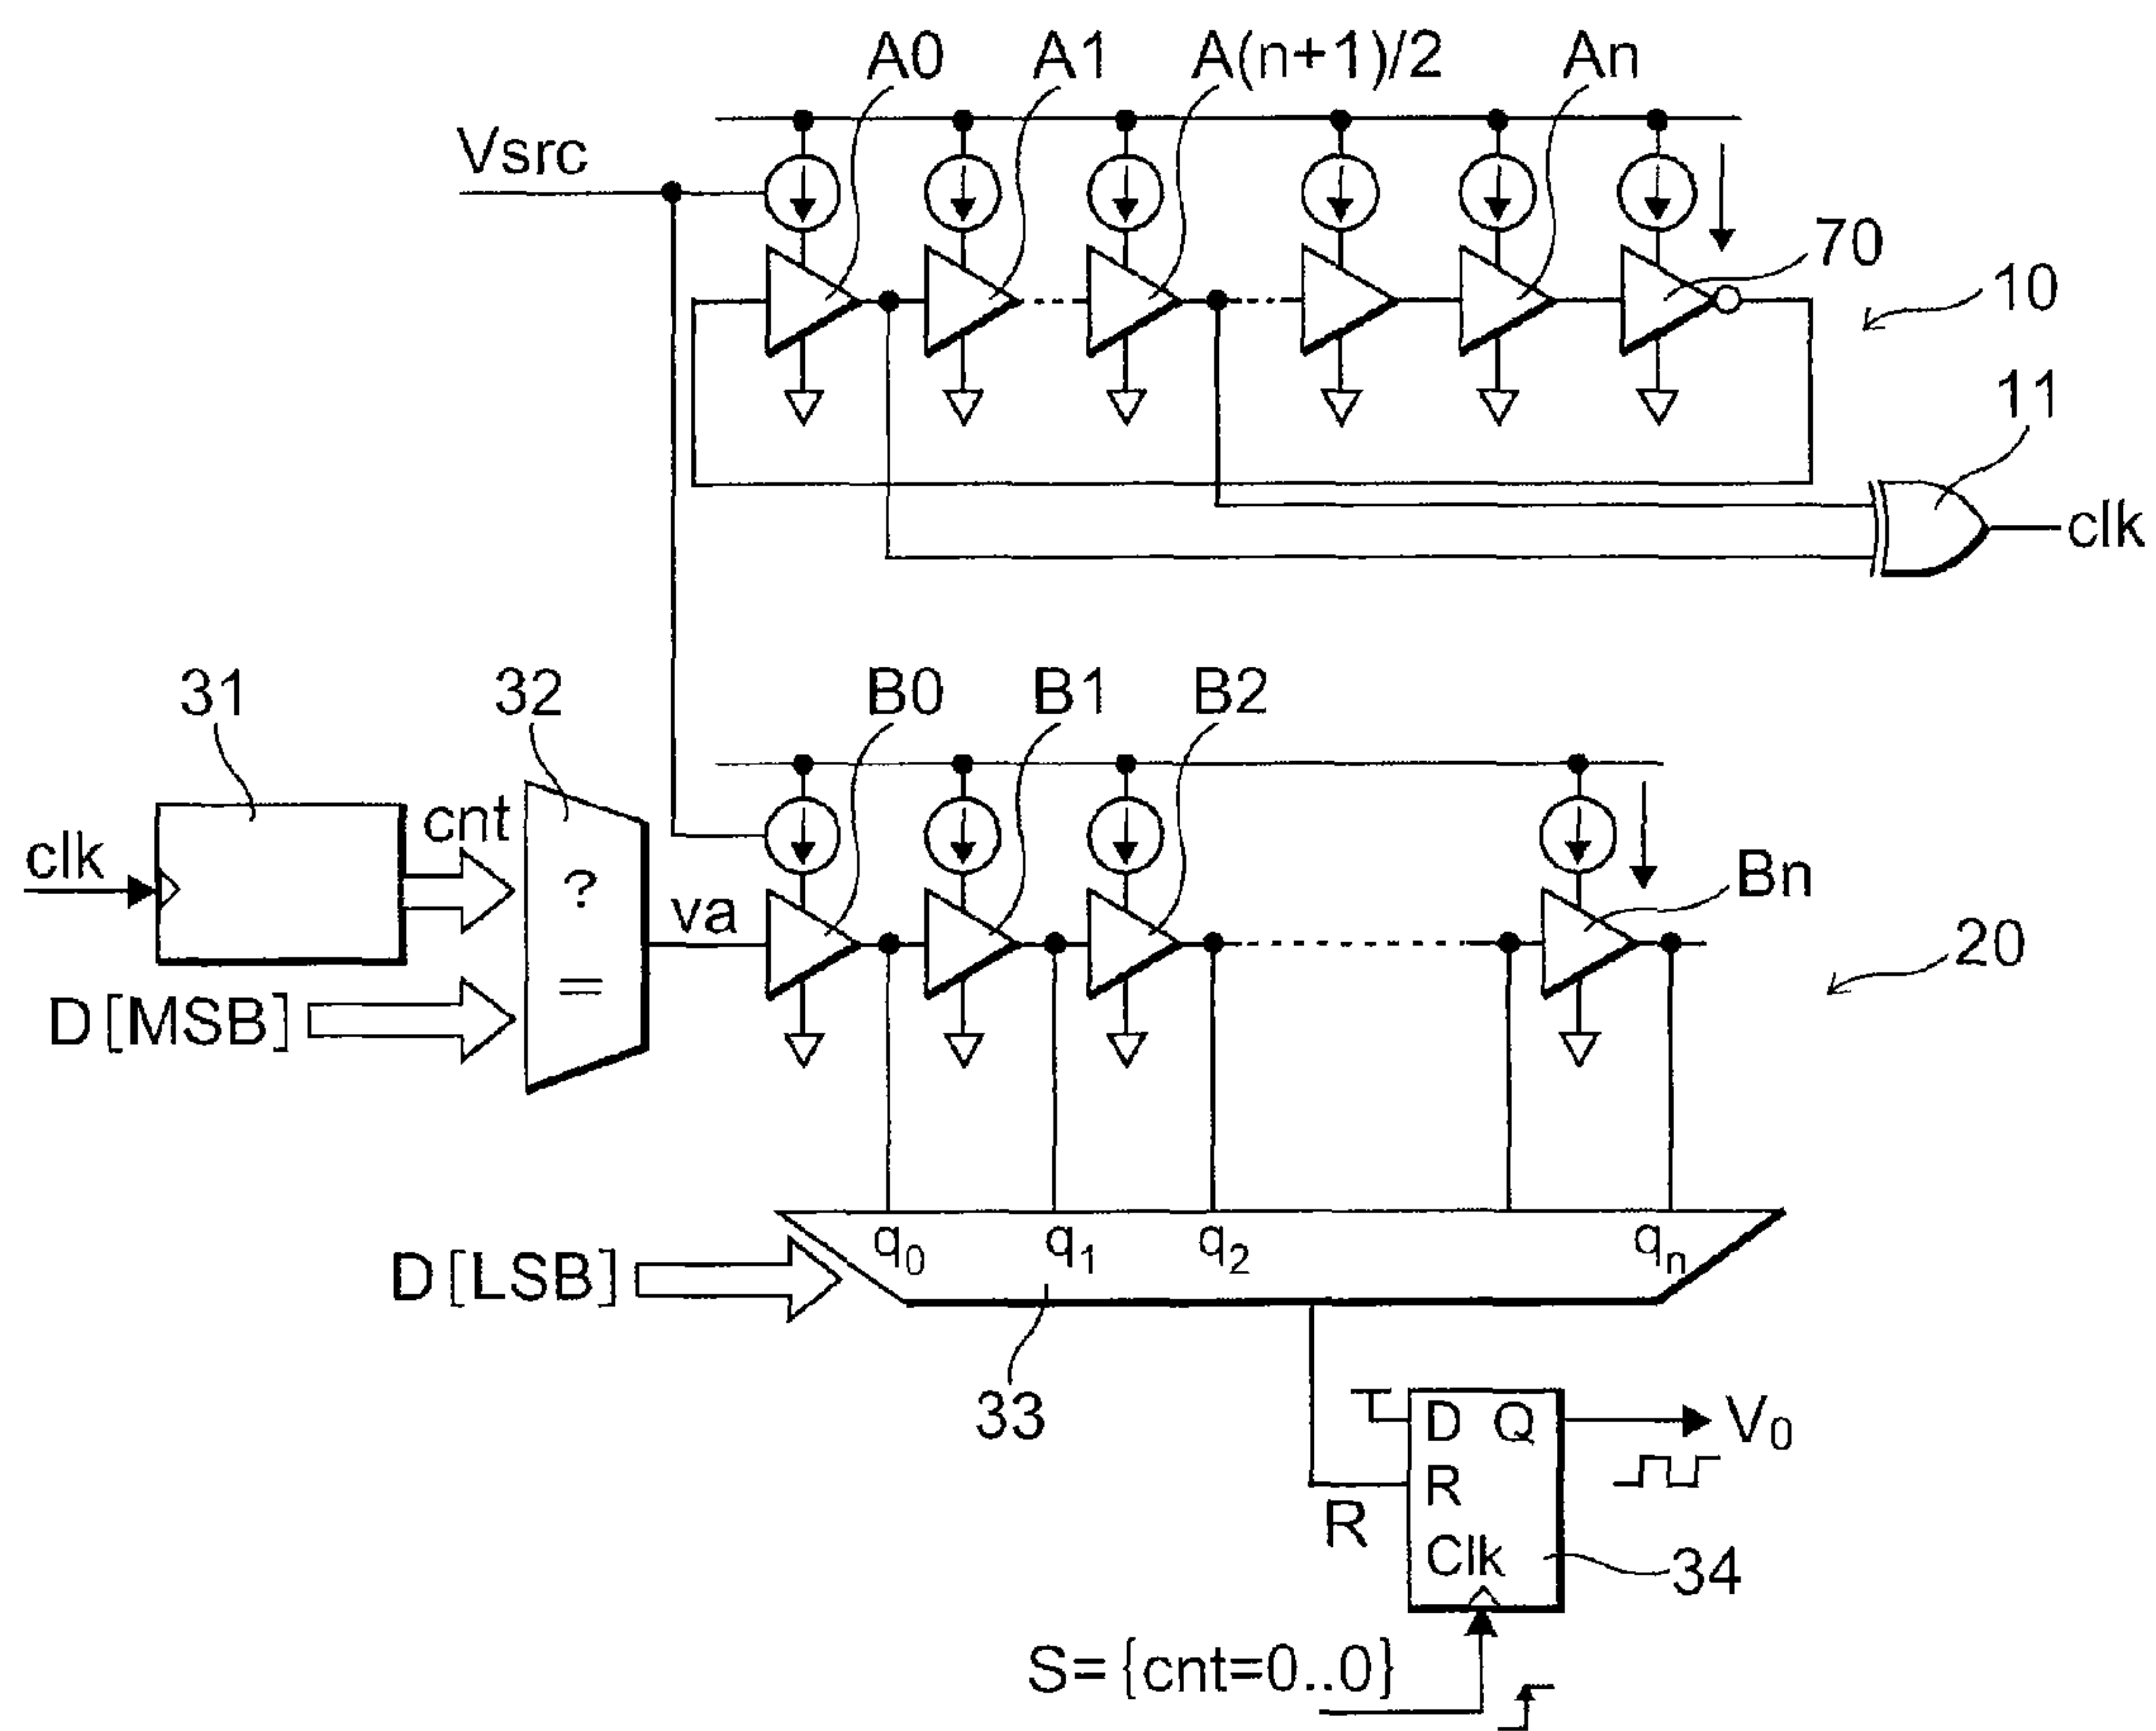 A0 A1 A(n+1)/2 An
Vsrc
70
10
11
clk
31 32 B0 B1 B2
cnt
clk
?
va
Bn
=
D[MSB]
20
q0 q1 q2 qn
D[LSB]
33
D Q V0
R
R
Clk
34
S={cnt=0..0}